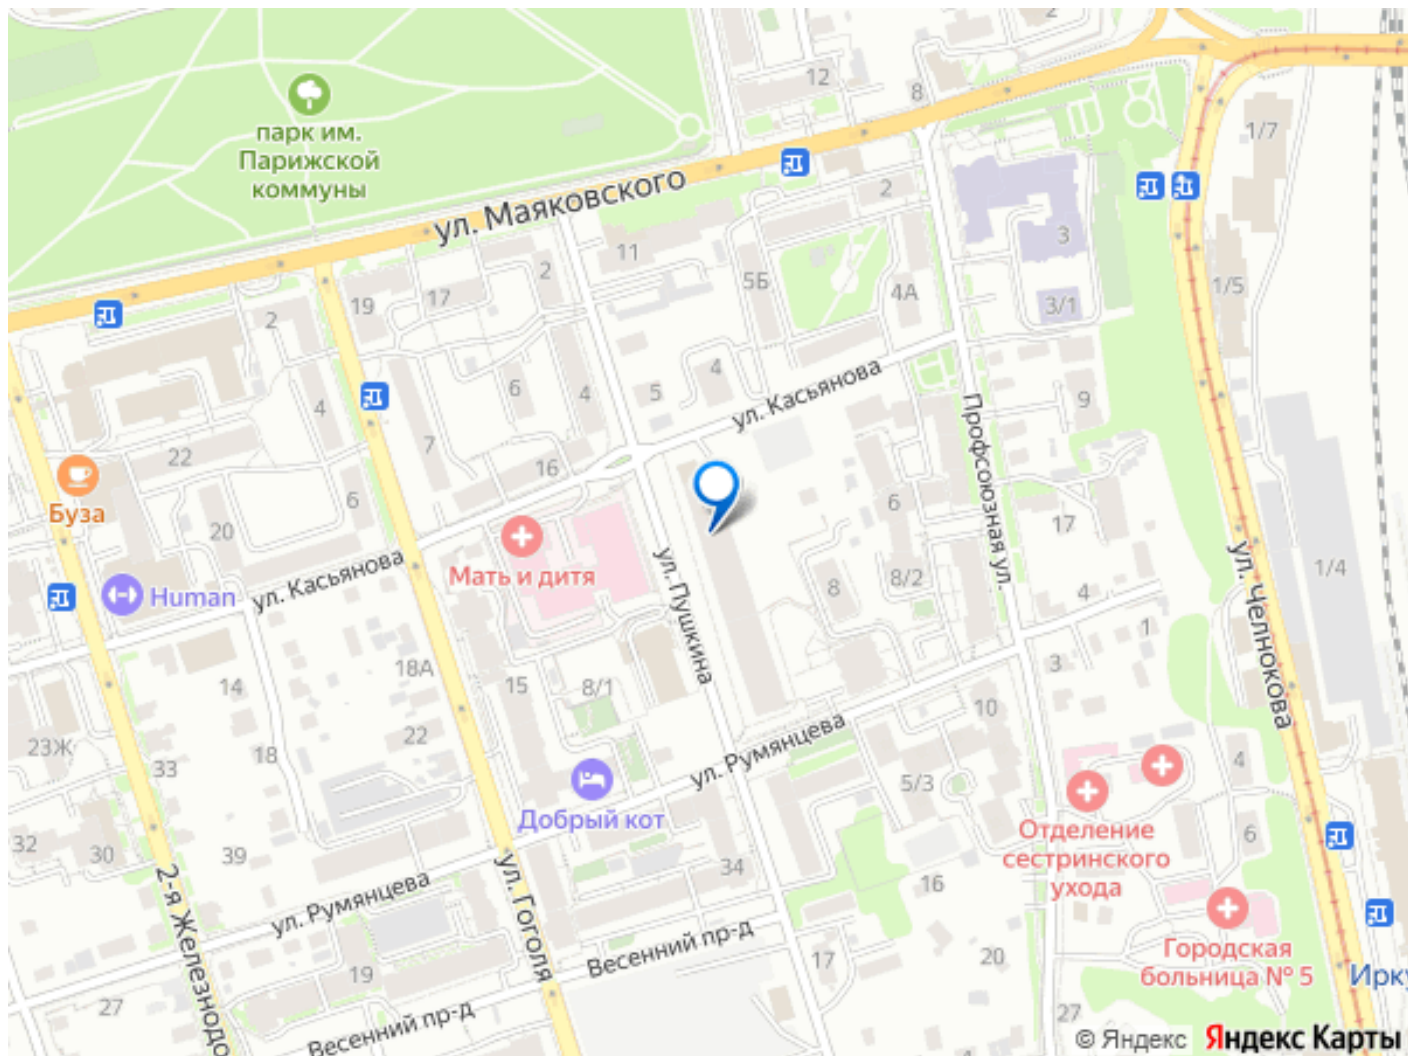 2
12
8
1/7
парк им.
Парижской
коммуны
ул. Маяковского
2
3
11
2
5Б
4А
1/5
3/1
19
17
2
6
4
5
4
ул. Касьянова
9
4
7
22
16
Профсоюзная ул.
Буза
6
20
6
17
Мать и дитя
ул. Пушкина
8/2
8
4
1/4
Human
ул. Касьянова
ул. Челнокова
1
3
18А
14
15
8/1
10
22
23Ж
18
33
ул. Румянцева
5/3
4
Добрый кот
Отделение
сестринского
ухода
6
32
30
39
34
16
ул. Румянцева
ул. Гоголя
2-я Железнодо
Весенний пр-д
Городская
больница № 5
Ирку
19
17
20
27
27
Весенний пр-д
© Яндекс Яндекс Карты